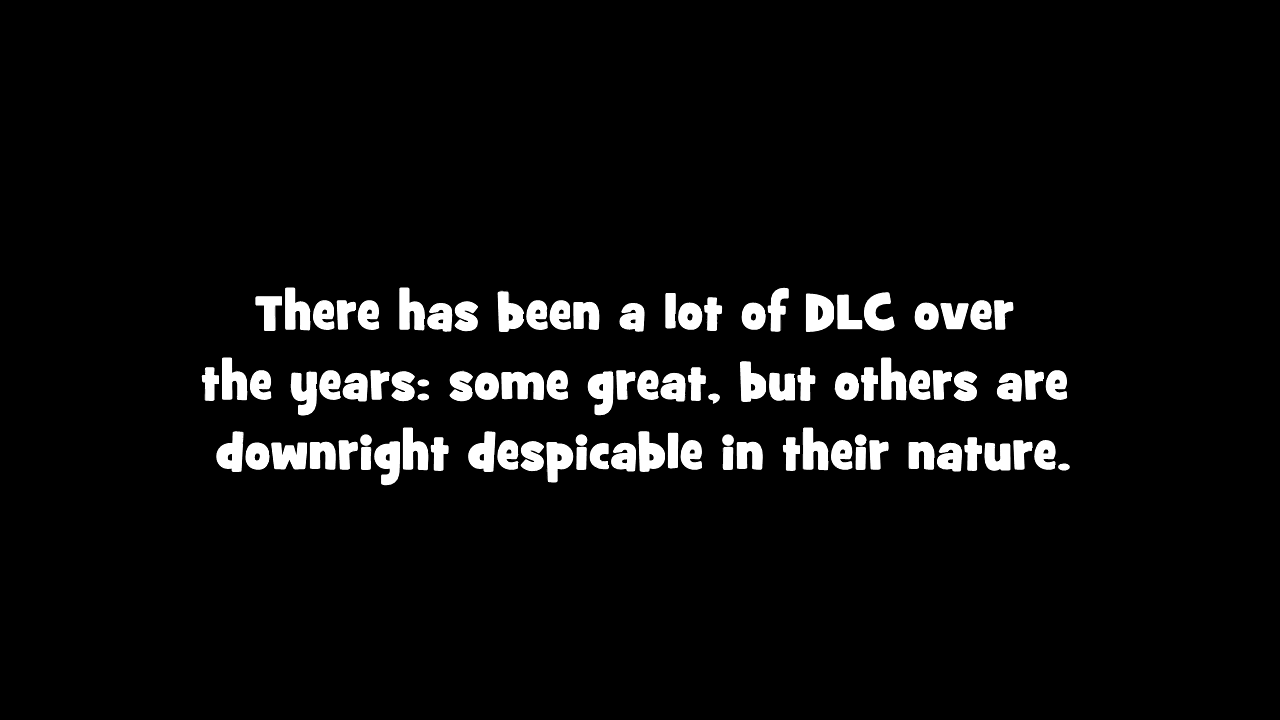 There has been a lot of DLC over
the years: some great, but others are
downright despicable in their nature.